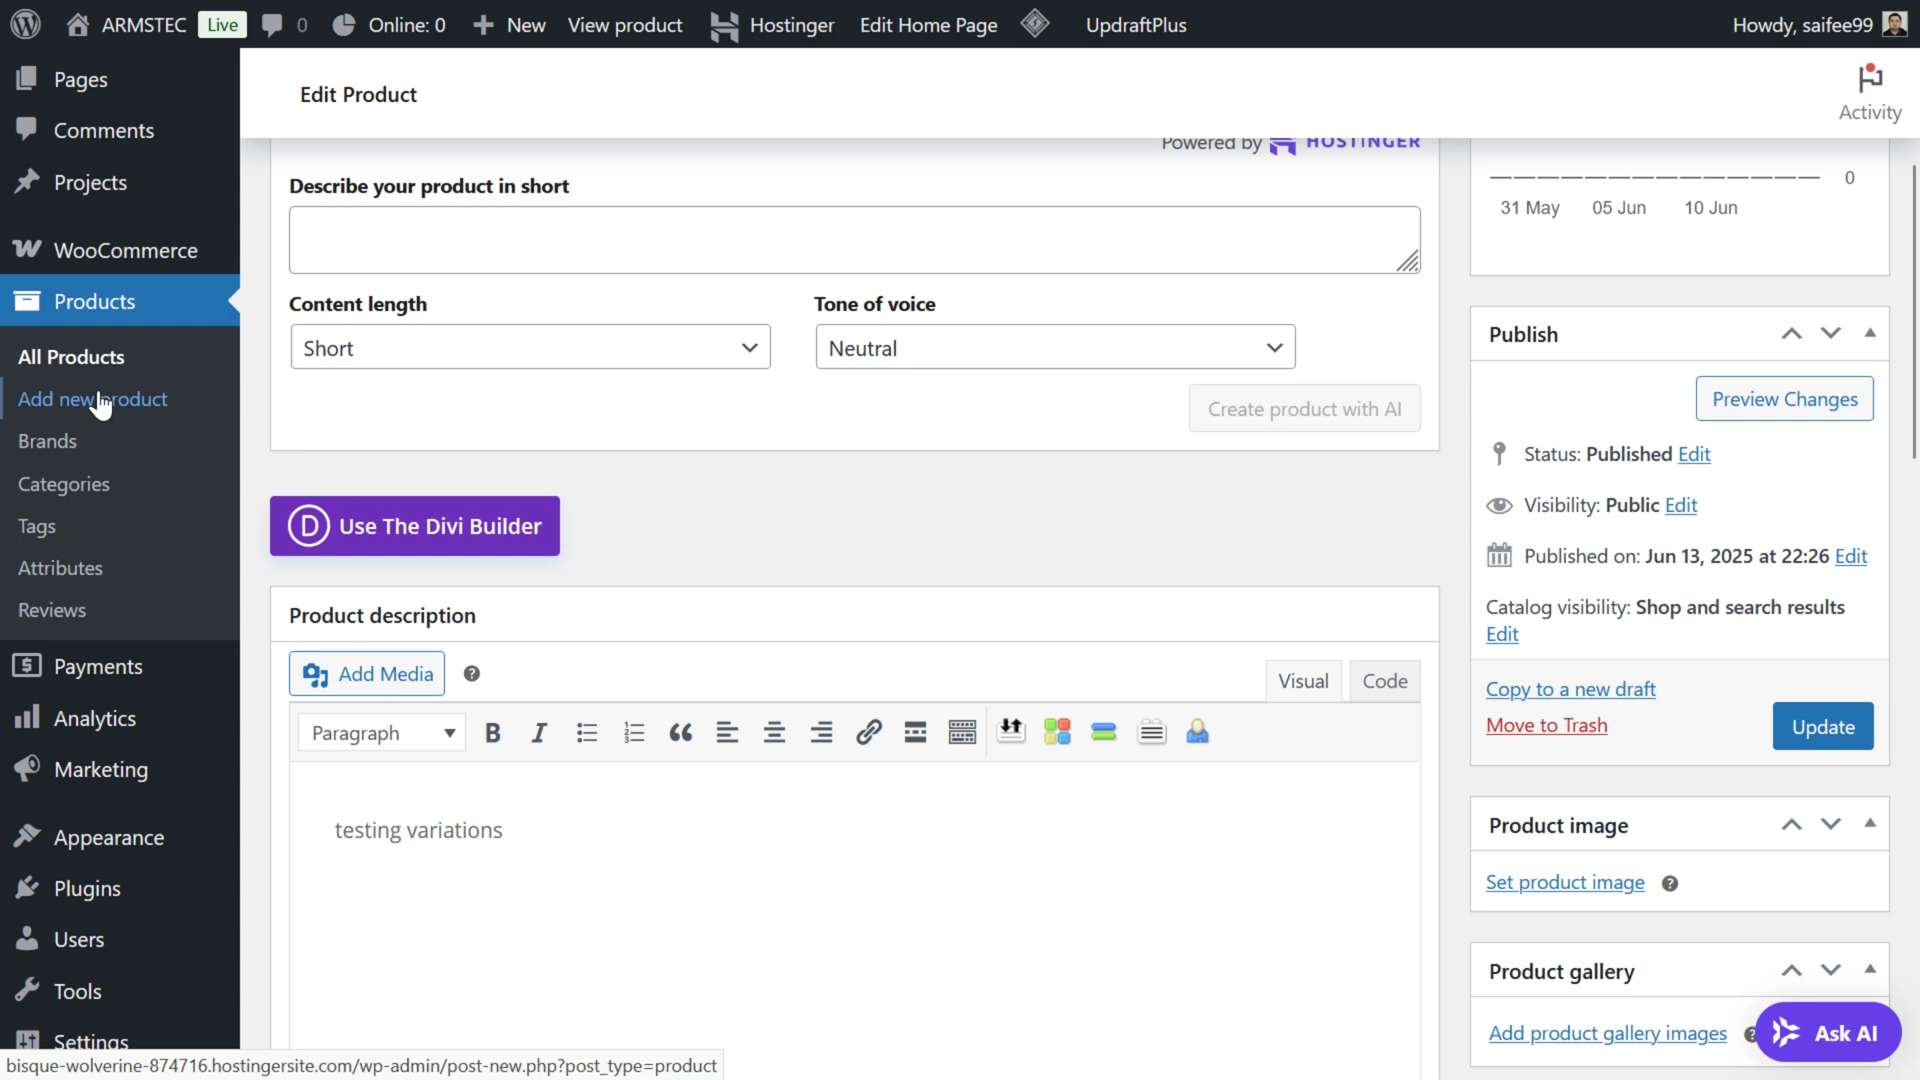 ARMSTEC Live 0 Online: 0 New View product Hostinger Edit Home Page UpdraftPlus Howdy, saifee99
Pages
Comments
Projects
WooCommerce
Products
All Products
Add new product
Brands
Categories
Tags
Attributes
Reviews
Payments
Analytics
Marketing
Appearance
Plugins
Users
Tools
Settings
Edit Product
Activity
Powered by HOSTINGER
Describe your product in short
Content length
Tone of voice
Short
Neutral
Create product with AI
Use The Divi Builder
Product description
Add Media
Visual
Code
Paragraph
testing variations
0
31 May 05 Jun 10 Jun
Publish
Preview Changes
Status: Published Edit
Visibility: Public Edit
Published on: Jun 13, 2025 at 22:26 Edit
Catalog visibility: Shop and search results
Edit
Copy to a new draft
Move to Trash
Update
Product image
Set product image
Product gallery
Add product gallery images
Ask AI
bisque-wolverine-874716.hostingersite.com/wp-admin/post-new.php?post_type=product